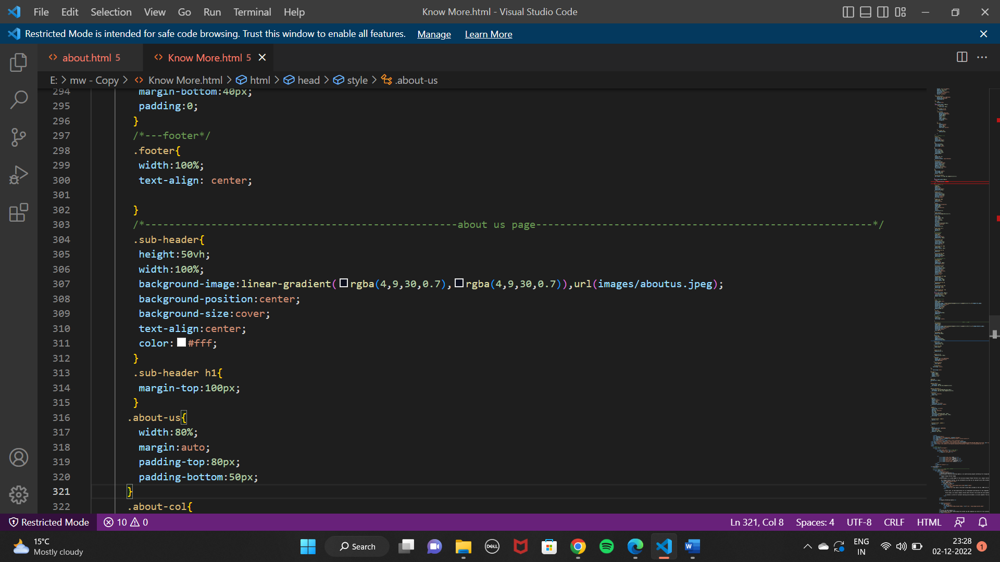 File Edit Selection View Go Run Terminal Help Know More.html - Visual Studio Code
Restricted Mode is intended for safe code browsing. Trust this window to enable all features. Manage Learn More
about.html 5 Know More.html 5
E: > mw - Copy > Know More.html > html > head > style > .about-us
294 margin-bottom:40px;
295 padding:0;
296 }
297 /*---footer*/
298 .footer{
299 width:100%;
300 text-align: center;
301
302 }
303 /*----------------------------------------------------about us page--------------------------------------------------------*/
304 .sub-header{
305 height:50vh;
306 width:100%;
307 background-image:linear-gradient(rgba(4,9,30,0.7),rgba(4,9,30,0.7)),url(images/aboutus.jpeg);
308 background-position:center;
309 background-size:cover;
310 text-align:center;
311 color:#fff;
312 }
313 .sub-header h1{
314 margin-top:100px;
315 }
316 .about-us{
317 width:80%;
318 margin:auto;
319 padding-top:80px;
320 padding-bottom:50px;
321 }
322 .about-col{
Restricted Mode 10 0 Ln 321, Col 8 Spaces: 4 UTF-8 CRLF HTML
15°C
Mostly cloudy
Search
DELL
W
ENG
IN
23:28
02-12-2022
1